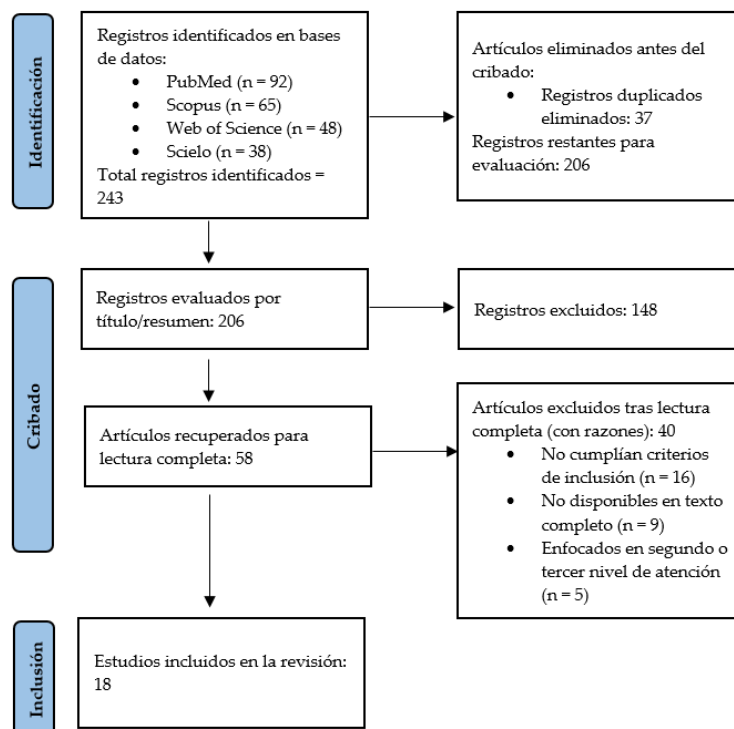 Identificación
Registros identificados en bases
de datos:
• PubMed (n = 92)
• Scopus (n = 65)
• Web of Science (n = 48)
• Scielo (n = 38)
Total registros identificados =
243
Artículos eliminados antes del
cribado:
• Registros duplicados
eliminados: 37
Registros restantes para
evaluación: 206
Cribado
Registros evaluados por
título/resumen: 206
Registros excluidos: 148
Artículos recuperados para
lectura completa: 58
Artículos excluidos tras lectura
completa (con razones): 40
• No cumplían criterios
de inclusión (n = 16)
• No disponibles en texto
completo (n = 9)
• Enfocados en segundo o
tercer nivel de atención
(n = 5)
Inclusión
Estudios incluidos en la revisión:
18